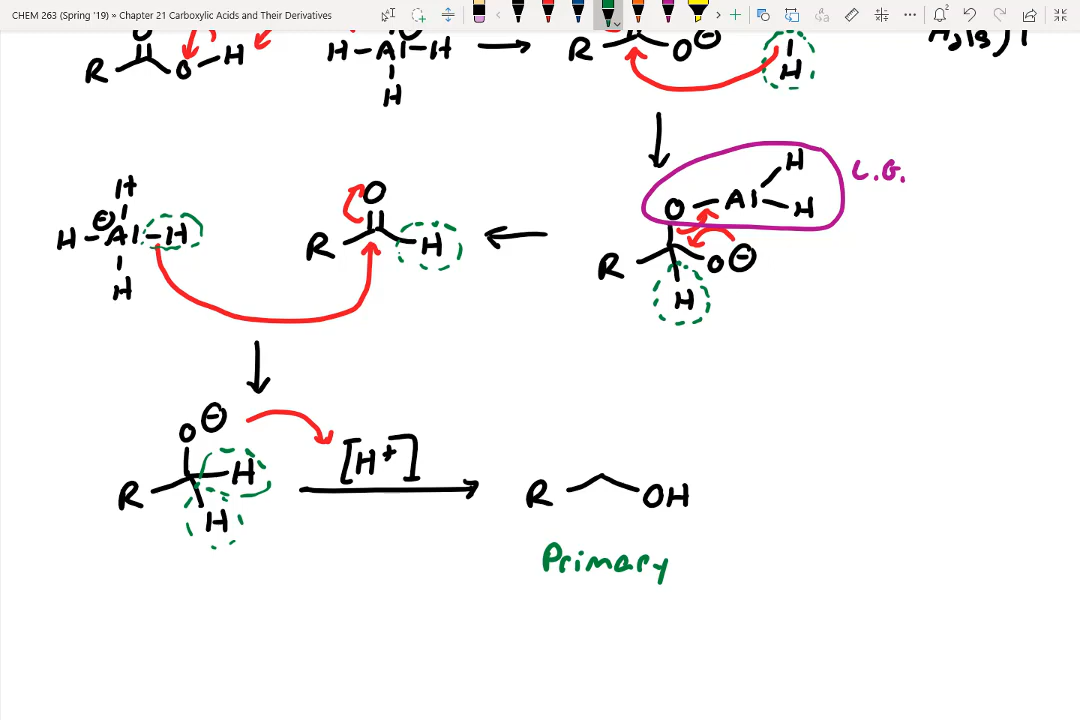 CHEM 263 (Spring '19) » Chapter 21 Carboxylic Acids and Their Derivatives
R O-H H-Al-H R O⊖ H
H
H
H L.G.
O-Al-H
H O
H-Al⊖-H R H
H R O⊖
H
O⊖ [H+]
R H R OH
H
Primary